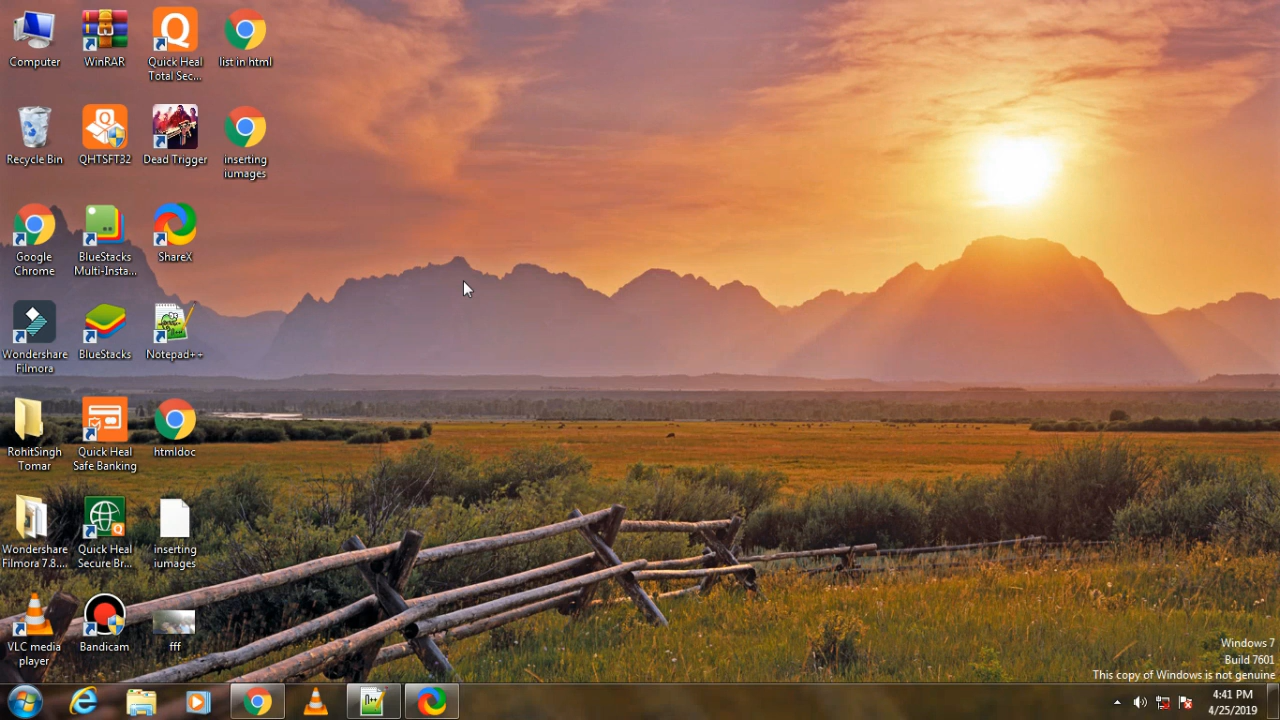 Computer
WinRAR
Quick Heal
Total Sec...
list in html
Recycle Bin
QHTSFT32
Dead Trigger
inserting
iumages
Google
Chrome
BlueStacks
Multi-Insta...
ShareX
Wondershare
Filmora
BlueStacks
Notepad++
RohitSingh
Tomar
Quick Heal
Safe Banking
htmldoc
Wondershare
Filmora 7.8....
Quick Heal
Secure Br...
inserting
iumages
VLC media
player
Bandicam
fff
Windows 7
Build 7601
This copy of Windows is not genuine
4:41 PM
4/25/2019